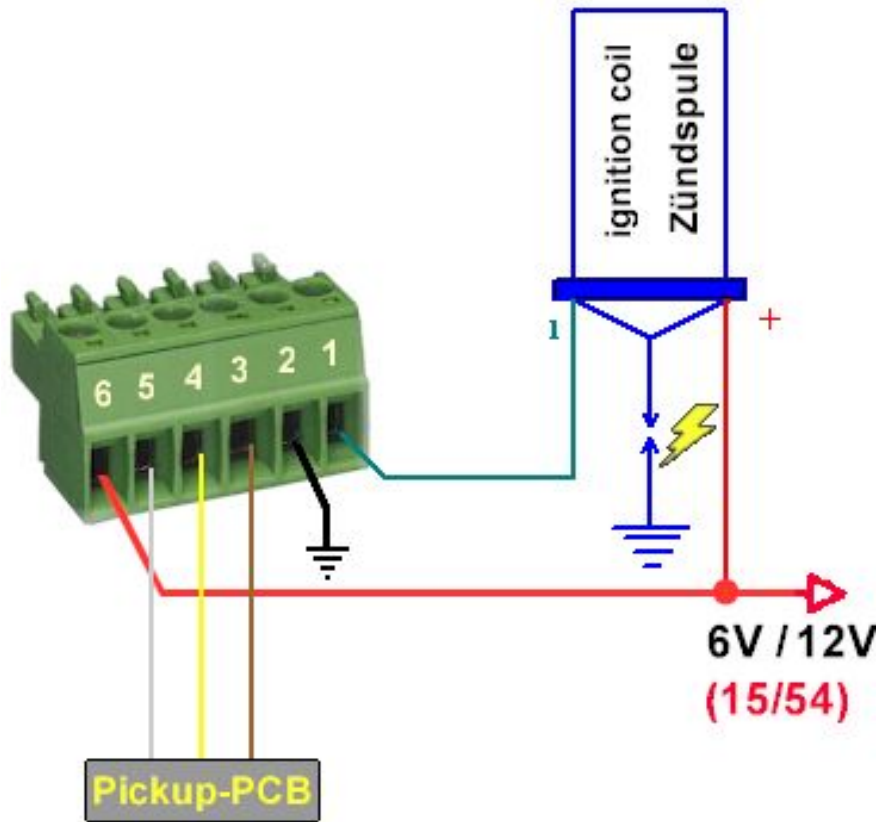 ignition coil
Zündspule
1
+
6 5 4 3 2 1
6V / 12V
(15/54)
Pickup-PCB